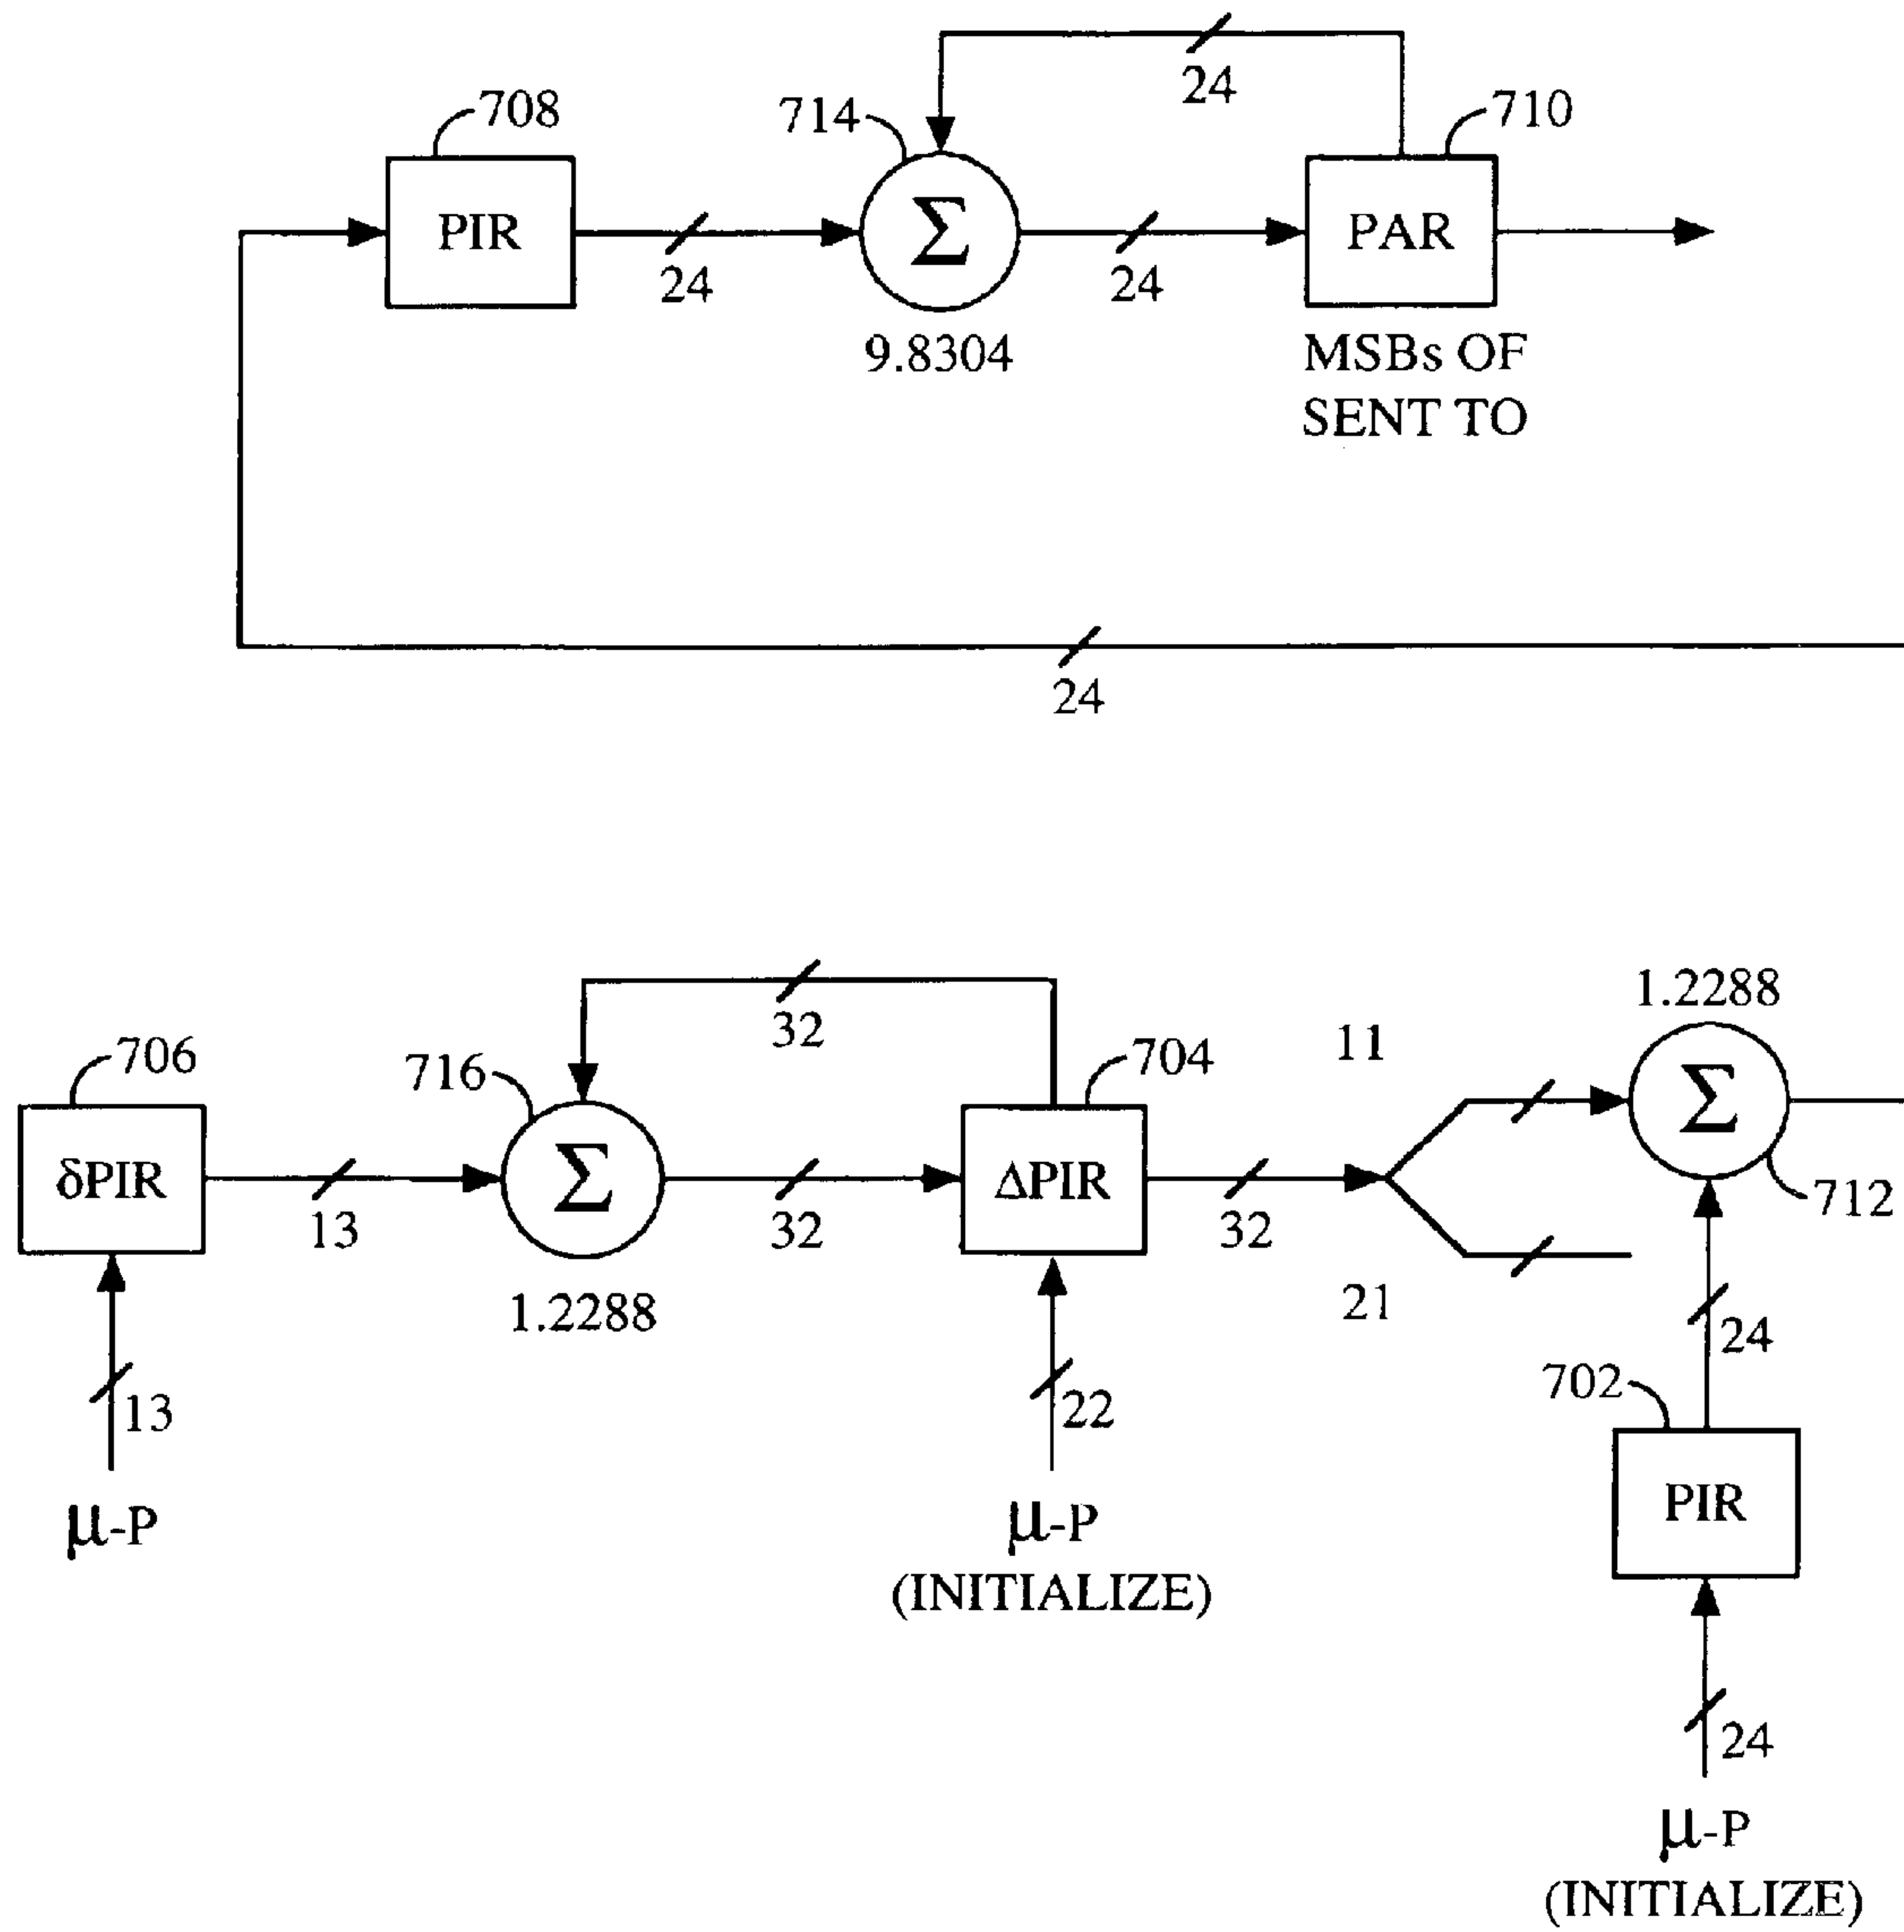 24
708
714
710
PIR
Σ
PAR
24
24
9.8304
MSBs OF
SENT TO
24
1.2288
32
11
706
716
704
Σ
δPIR
Σ
ΔPIR
712
13
32
32
1.2288
21
24
702
13
22
PIR
μ-P
μ-P
(INITIALIZE)
24
μ-P
(INITIALIZE)